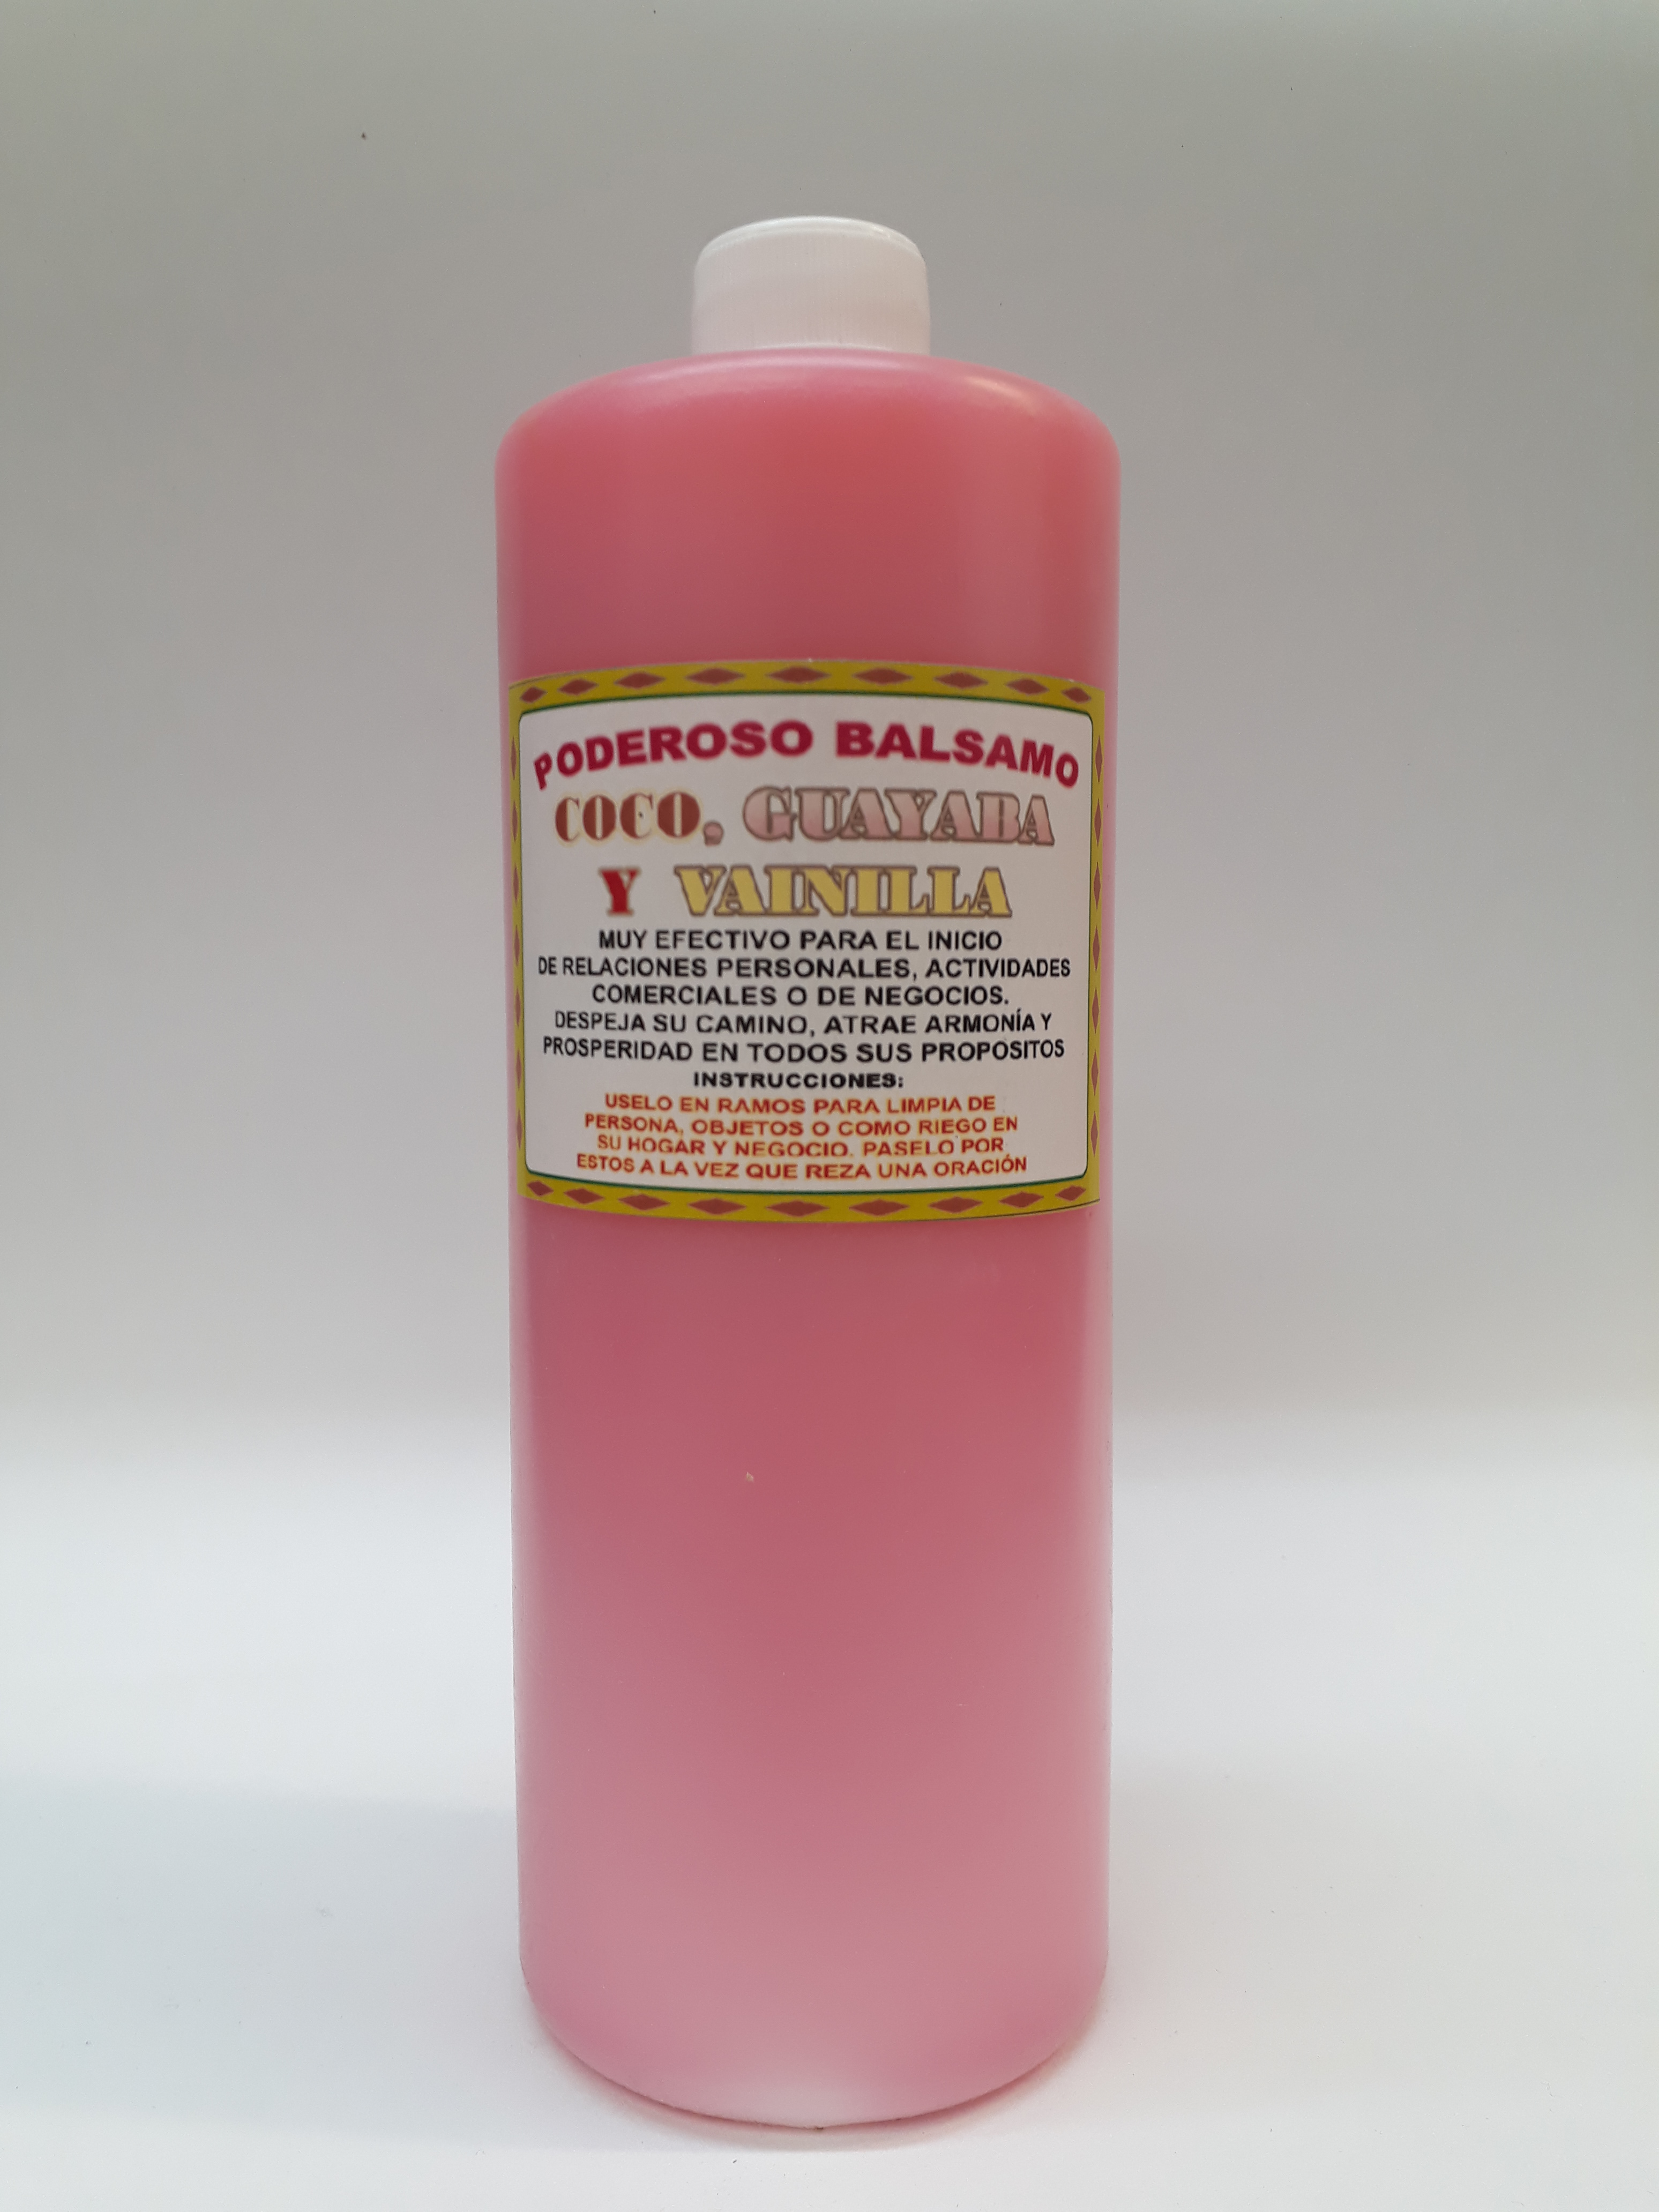 PODEROSO BALSAMO
COCO, GUAYABA
Y VAINILLA
MUY EFECTIVO PARA EL INICIO
DE RELACIONES PERSONALES, ACTIVIDADES
COMERCIALES O DE NEGOCIOS.
DESPEJA SU CAMINO, ATRAE ARMONÍA Y
PROSPERIDAD EN TODOS SUS PROPOSITOS
INSTRUCCIONES:
USELO EN RAMOS PARA LIMPIA DE
PERSONA, OBJETOS O COMO RIEGO EN
SU HOGAR Y NEGOCIO. PASELO POR
ESTOS A LA VEZ QUE REZA UNA ORACIÓN